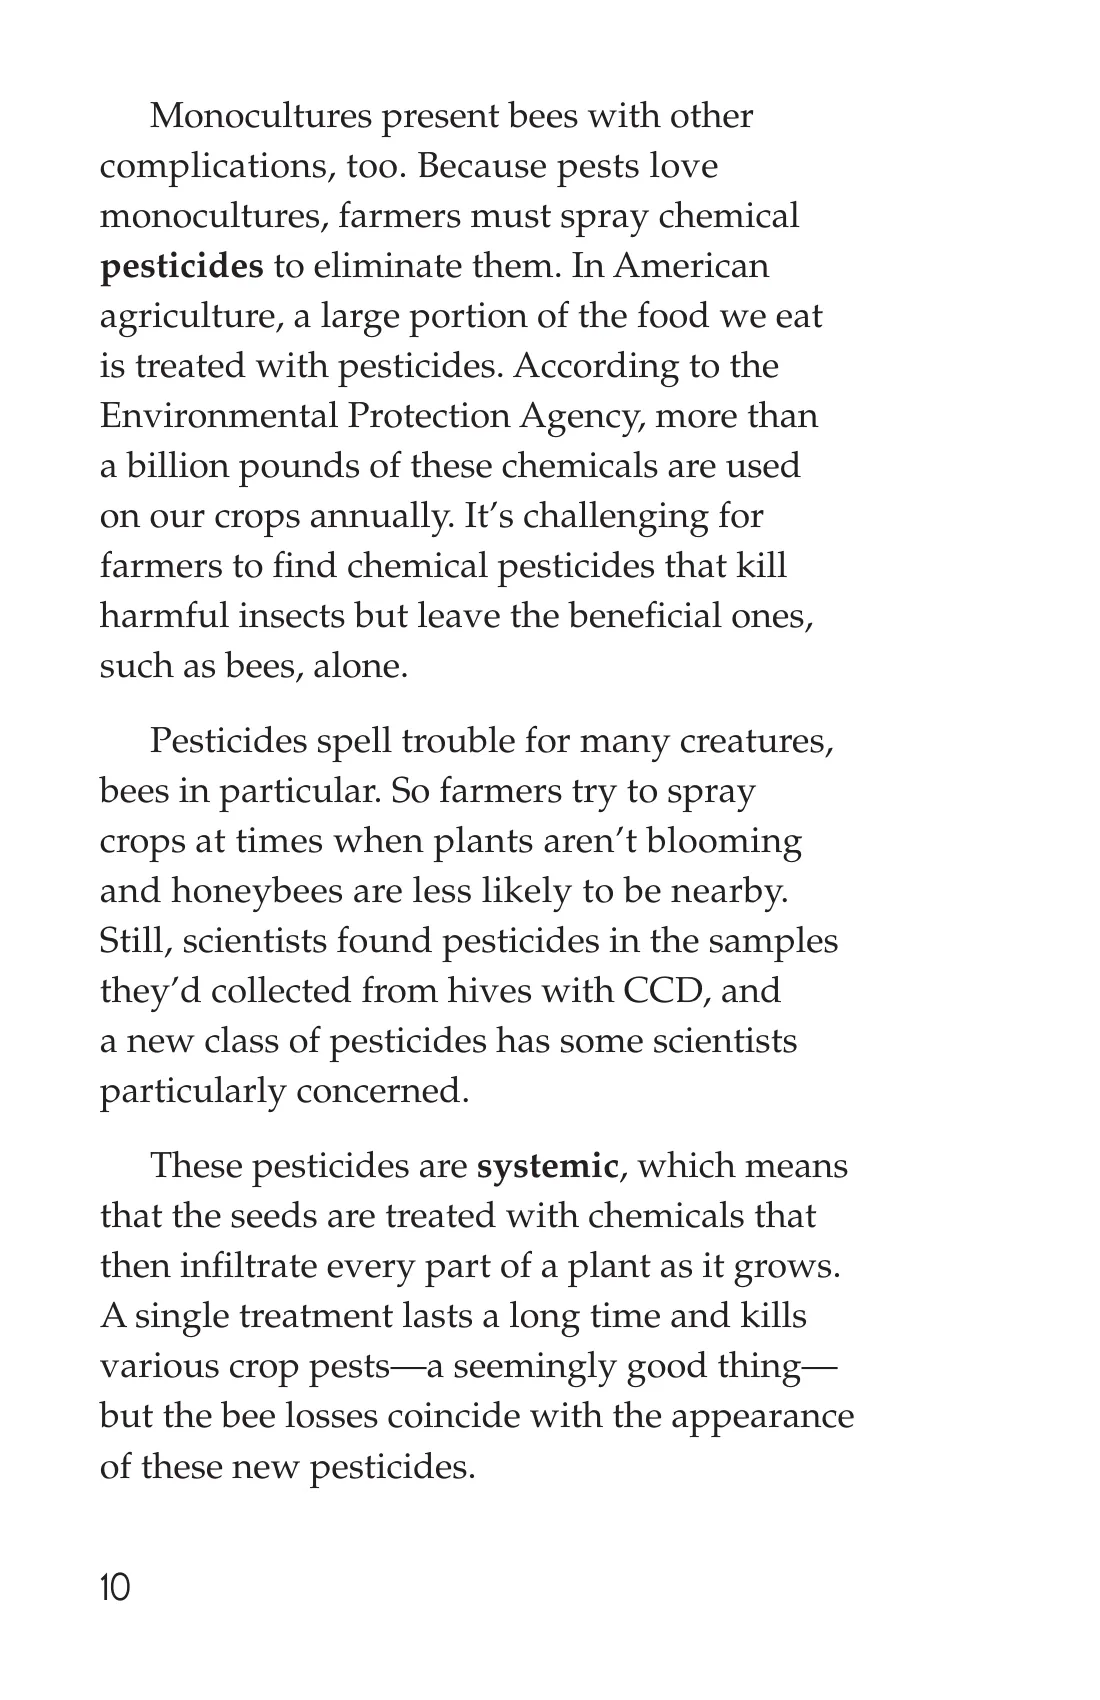 Monocultures present bees with other
complications, too. Because pests love
monocultures, farmers must spray chemical
pesticides to eliminate them. In American
agriculture, a large portion of the food we eat
is treated with pesticides. According to the
Environmental Protection Agency, more than
a billion pounds of these chemicals are used
on our crops annually. It’s challenging for
farmers to find chemical pesticides that kill
harmful insects but leave the beneficial ones,
such as bees, alone.
Pesticides spell trouble for many creatures,
bees in particular. So farmers try to spray
crops at times when plants aren’t blooming
and honeybees are less likely to be nearby.
Still, scientists found pesticides in the samples
they’d collected from hives with CCD, and
a new class of pesticides has some scientists
particularly concerned.
These pesticides are systemic, which means
that the seeds are treated with chemicals that
then infiltrate every part of a plant as it grows.
A single treatment lasts a long time and kills
various crop pests—a seemingly good thing—
but the bee losses coincide with the appearance
of these new pesticides.
10